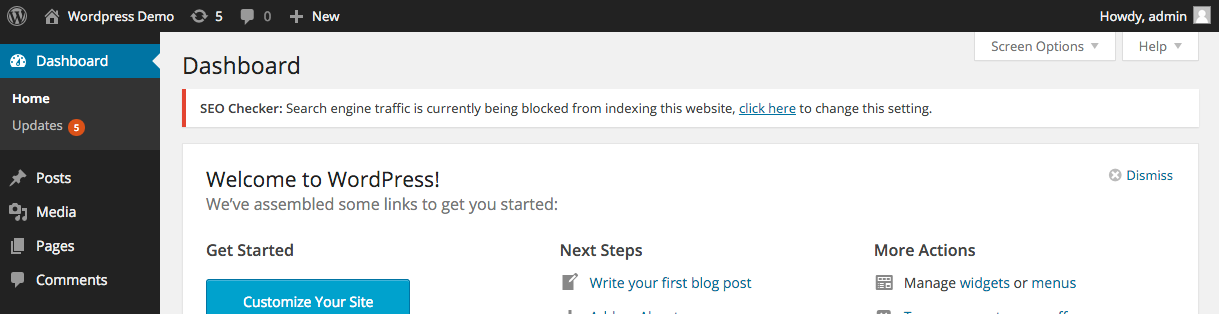 Wordpress Demo 5 0 New Howdy, admin
Dashboard
Home
Updates 5
Posts
Media
Pages
Comments
Screen Options Help
Dashboard
SEO Checker: Search engine traffic is currently being blocked from indexing this website, click here to change this setting.
Welcome to WordPress!
Dismiss
We've assembled some links to get you started:
Get Started
Customize Your Site
Next Steps
Write your first blog post
More Actions
Manage widgets or menus